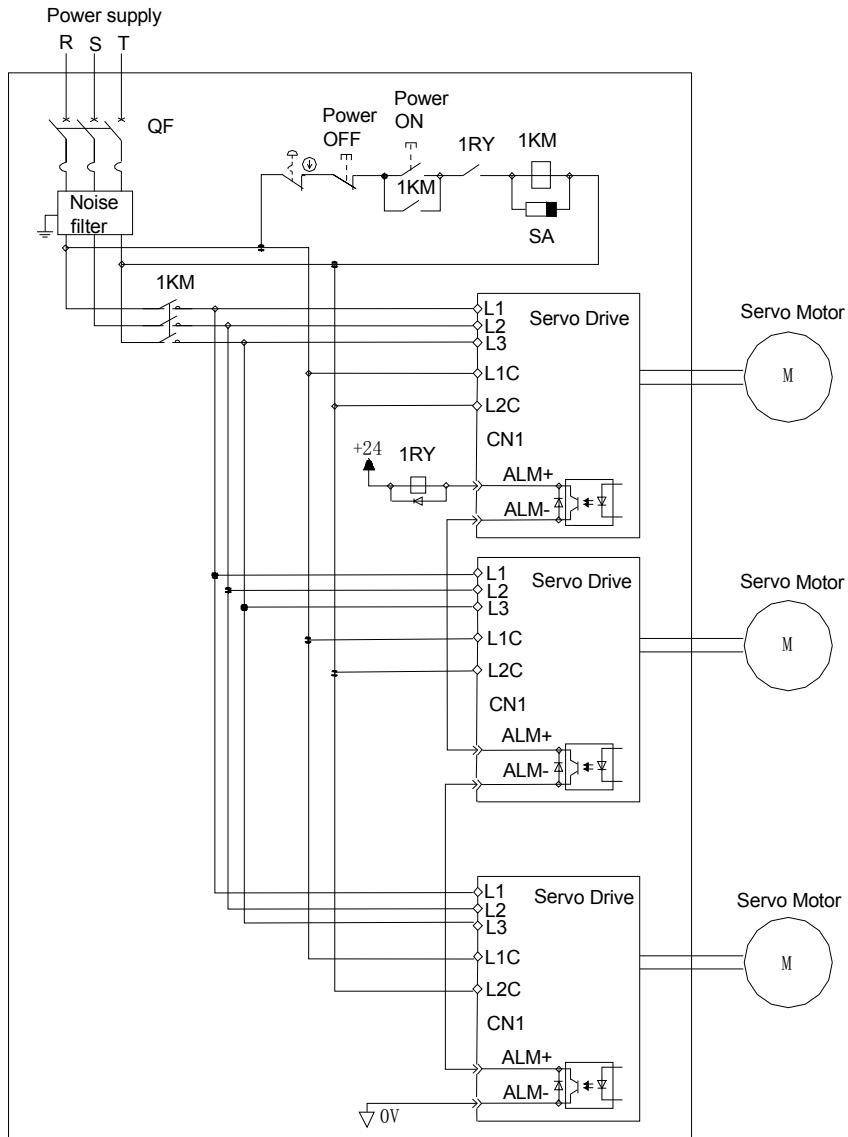 Power supply
R S T
QF
Power
OFF
Power
ON
1RY
1KM
1KM
SA
Noise
filter
1KM
L1
L2
L3
L1C
L2C
CN1
ALM+
ALM-
Servo Drive
Servo Motor
M
+24
1RY
L1
L2
L3
L1C
L2C
CN1
ALM+
ALM-
Servo Drive
Servo Motor
M
L1
L2
L3
L1C
L2C
CN1
ALM+
ALM-
Servo Drive
Servo Motor
M
0V